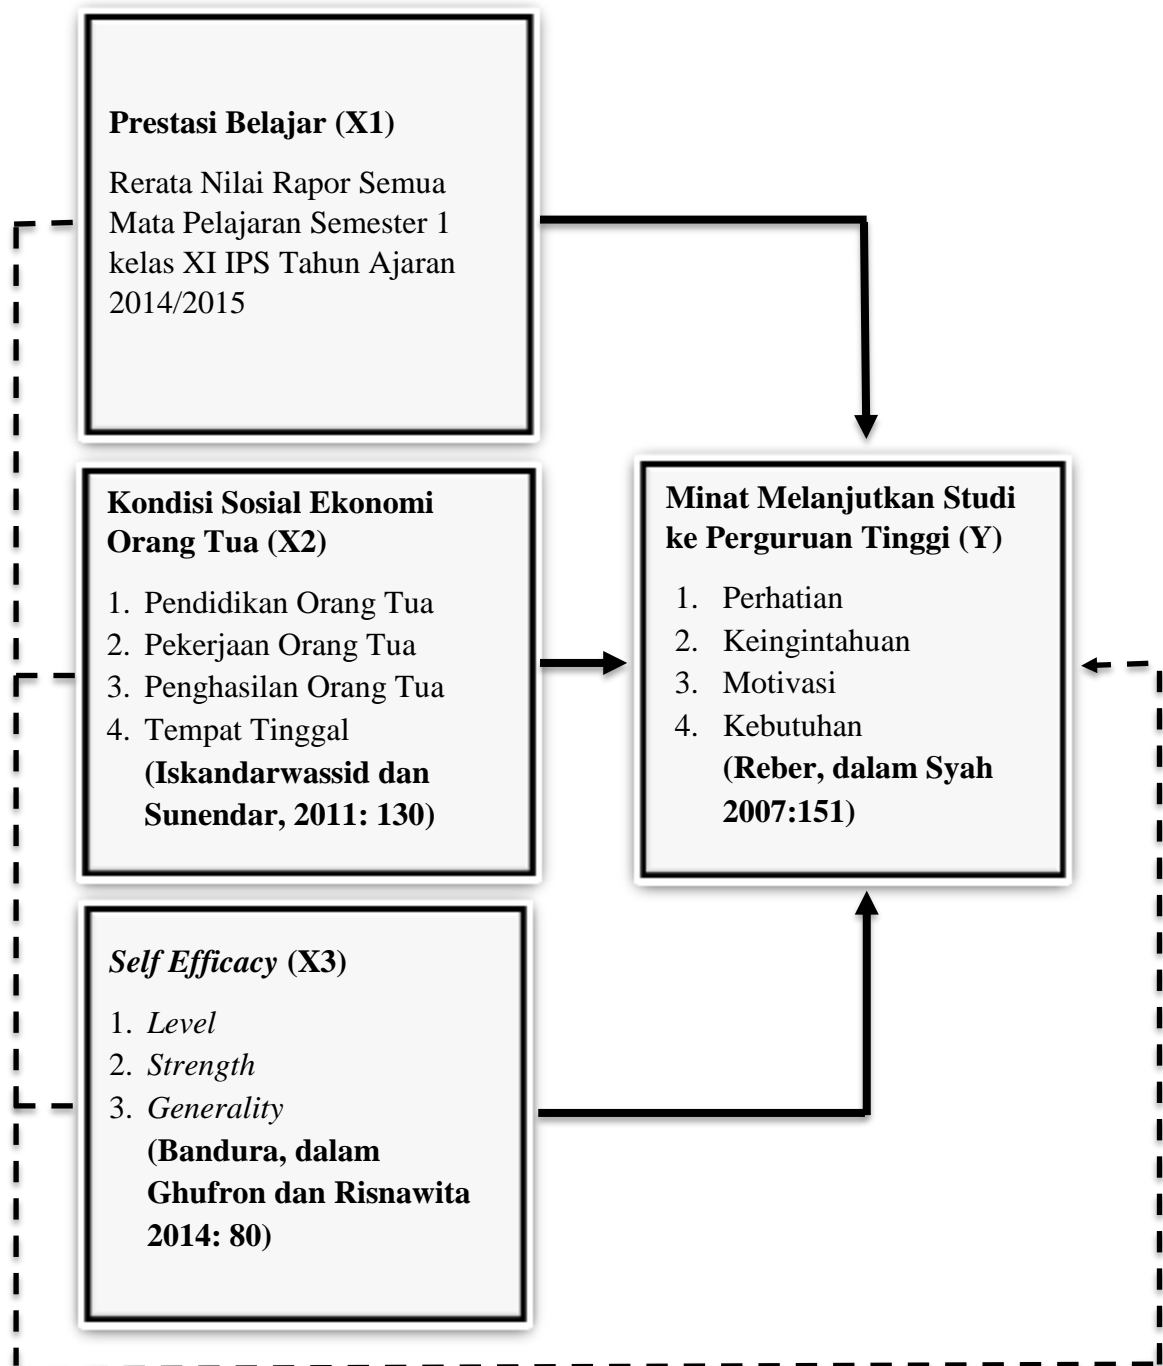 Prestasi Belajar (X1)
Rerata Nilai Rapor Semua
Mata Pelajaran Semester 1
kelas XI IPS Tahun Ajaran
2014/2015
Kondisi Sosial Ekonomi
Orang Tua (X2)
1. Pendidikan Orang Tua
2. Pekerjaan Orang Tua
3. Penghasilan Orang Tua
4. Tempat Tinggal
(Iskandarwassid dan
Sunendar, 2011: 130)
Minat Melanjutkan Studi
ke Perguruan Tinggi (Y)
1. Perhatian
2. Keingintahuan
3. Motivasi
4. Kebutuhan
(Reber, dalam Syah
2007:151)
Self Efficacy (X3)
1. Level
2. Strength
3. Generality
(Bandura, dalam
Ghufron dan Risnawita
2014: 80)